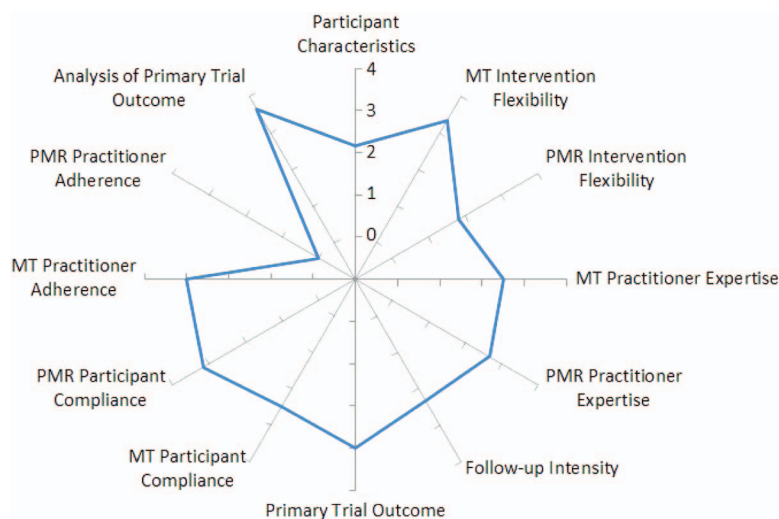 Participant
Characteristics
Analysis of Primary Trial
Outcome
4
MT Intervention
Flexibility
3
PMR Practitioner
Adherence
2
PMR Intervention
Flexibility
1
0
MT Practitioner
Adherence
MT Practitioner Expertise
PMR Participant
Compliance
PMR Practitioner
Expertise
MT Participant
Compliance
Follow-up Intensity
Primary Trial Outcome